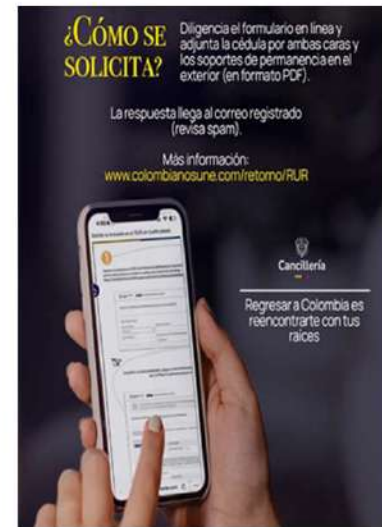 ¿CÓMO SE
SOLICITA?
Diligencia el formulario en línea y
adjunta la cédula por ambas caras y
los soportes de permanencia en el
exterior (en formato PDF).
La respuesta llega al correo registrado
(revisa spam).
Más información:
www.colombianosune.com/retorno/RUR
Cancillería
Regresar a Colombia es
reencontrarte con tus
raíces